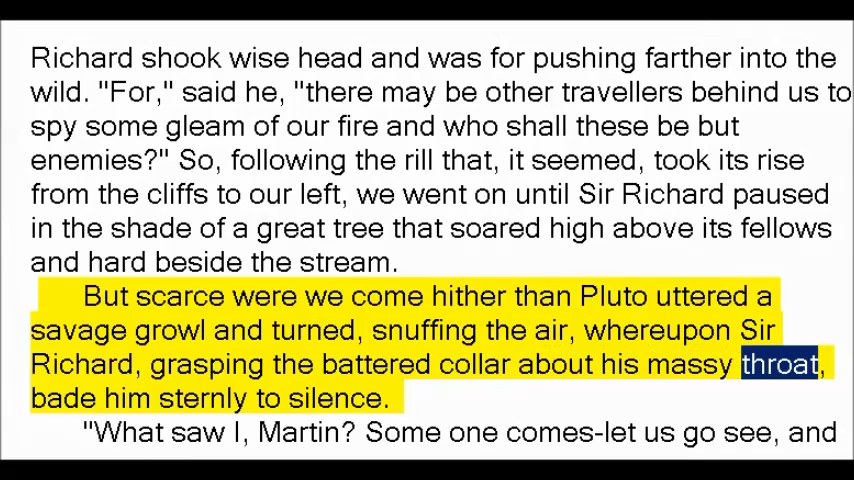 Richard shook wise head and was for pushing farther into the
wild. "For," said he, "there may be other travellers behind us to
spy some gleam of our fire and who shall these be but
enemies?" So, following the rill that, it seemed, took its rise
from the cliffs to our left, we went on until Sir Richard paused
in the shade of a great tree that soared high above its fellows
and hard beside the stream.
But scarce were we come hither than Pluto uttered a
savage growl and turned, snuffing the air, whereupon Sir
Richard, grasping the battered collar about his massy throat,
bade him sternly to silence.
"What saw I, Martin? Some one comes-let us go see, and